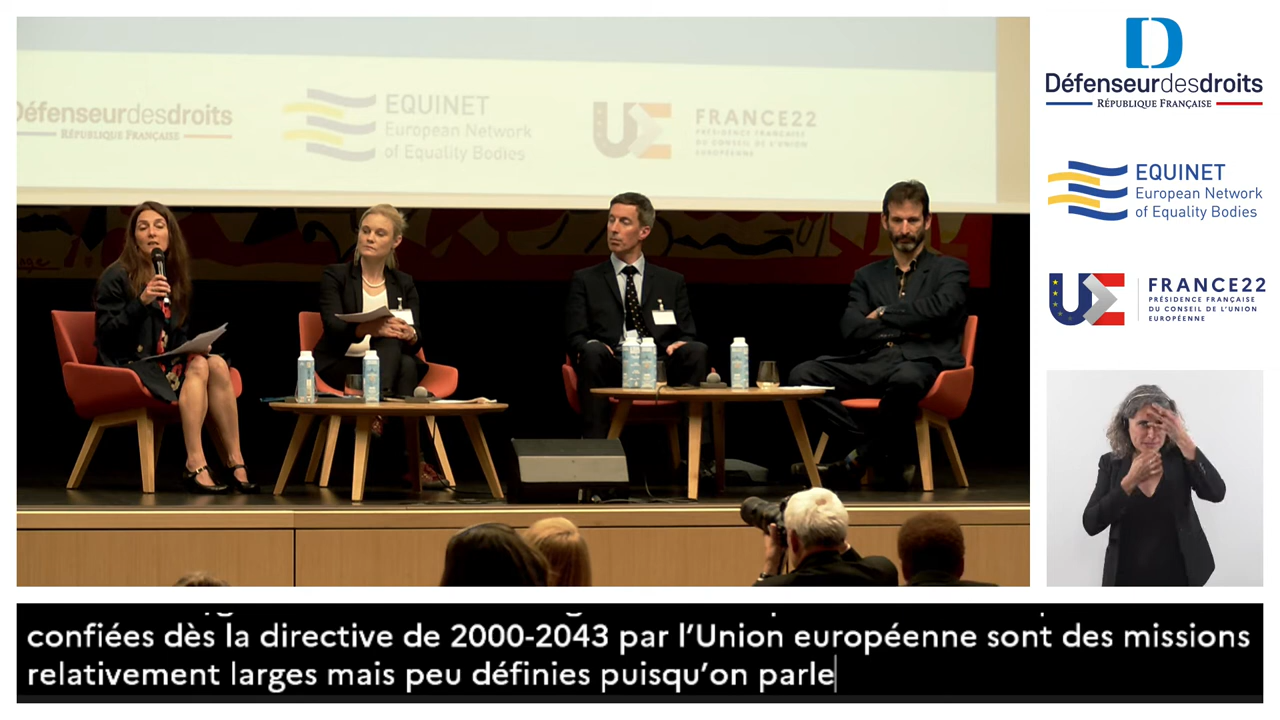 Défenseurdesdroits
RÉPUBLIQUE FRANÇAISE
EQUINET
European Network
of Equality Bodies
UE
FRANCE22
PRÉSIDENCE FRANÇAISE
DU CONSEIL DE L'UNION
EUROPÉENNE
Défenseurdesdroits
RÉPUBLIQUE FRANÇAISE
EQUINET
European Network
of Equality Bodies
UE
FRANCE22
PRÉSIDENCE FRANÇAISE
DU CONSEIL DE L'UNION
EUROPÉENNE
confiées dès la directive de 2000-2043 par l'Union européenne sont des missions
relativement larges mais peu définies puisqu'on parle